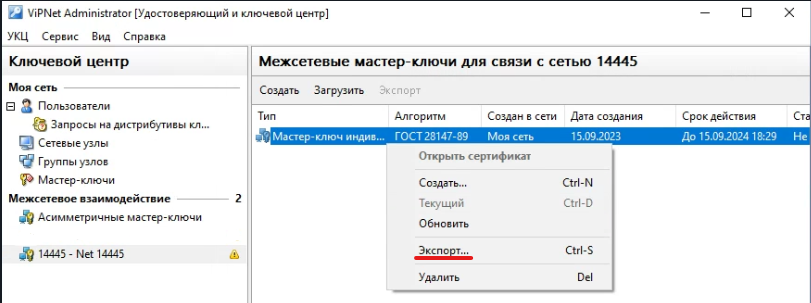 ViPNet Administrator [Удостоверяющий и ключевой центр]
УКЦ Сервис Вид Справка
Ключевой центр
Моя сеть
Пользователи
Запросы на дистрибутивы кл...
Сетевые узлы
Группы узлов
Мастер-ключи
Межсетевое взаимодействие 2
Асимметричные мастер-ключи
14445 - Net 14445
Межсетевые мастер-ключи для связи с сетью 14445
Создать Загрузить Экспорт
Тип Алгоритм Создан в сети Дата создания Срок действия Ста
Мастер-ключ индив... ГОСТ 28147-89 Моя сеть 15.09.2023 До 15.09.2024 18:29 Не
Открыть сертификат
Создать... Ctrl-N
Текущий Ctrl-D
Обновить
Экспорт... Ctrl-S
Удалить Del